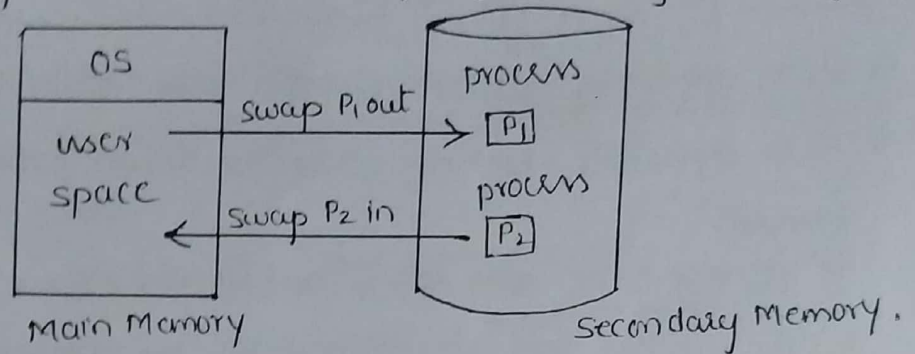 OS
user
space
swap P1 out
swap P2 in
process
P1
process
P2
Main Memory
Secondary Memory.